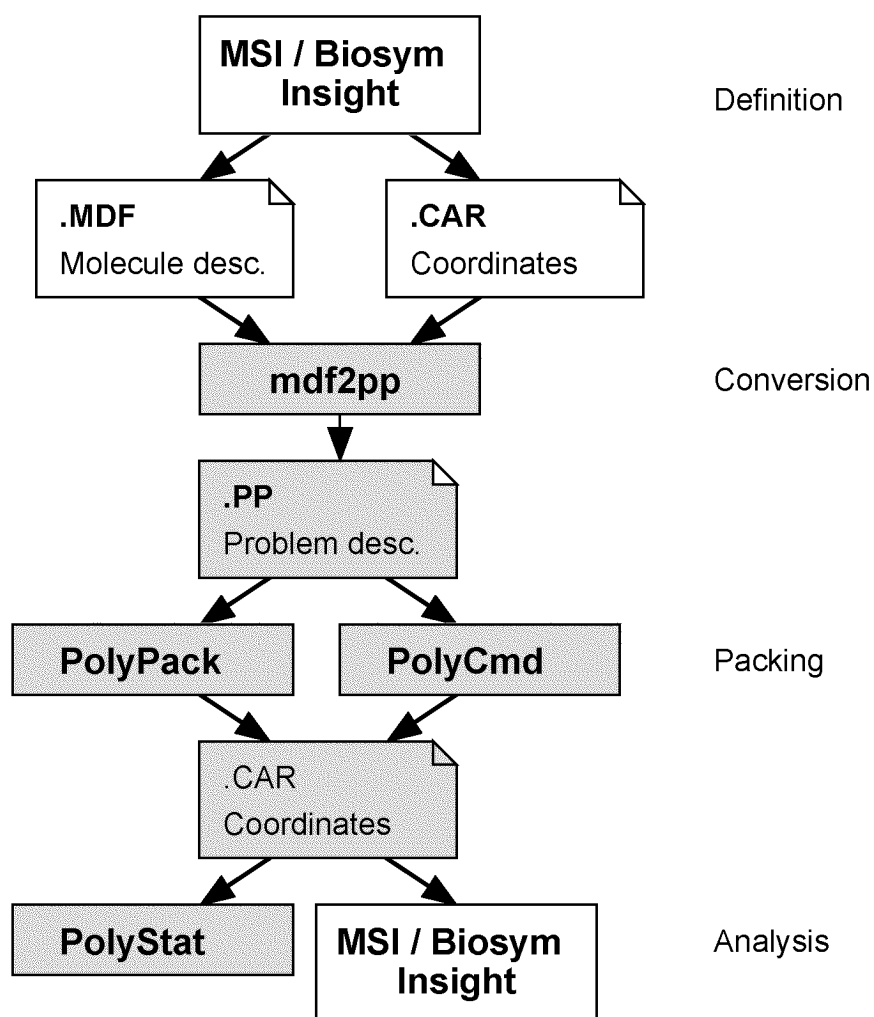 MSI / Biosym
Insight
Definition
.MDF
Molecule desc.
.CAR
Coordinates
mdf2pp
Conversion
.PP
Problem desc.
PolyPack
PolyCmd
Packing
.CAR
Coordinates
PolyStat
MSI / Biosym
Insight
Analysis